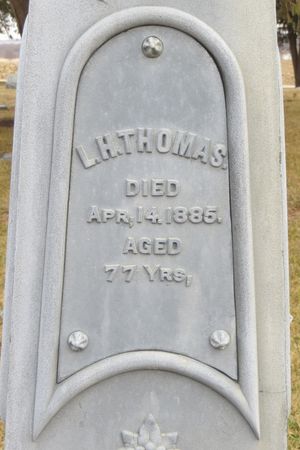 L.H.THOMAS.
DIED
APR, 14, 1885.
AGED
77 YRS,